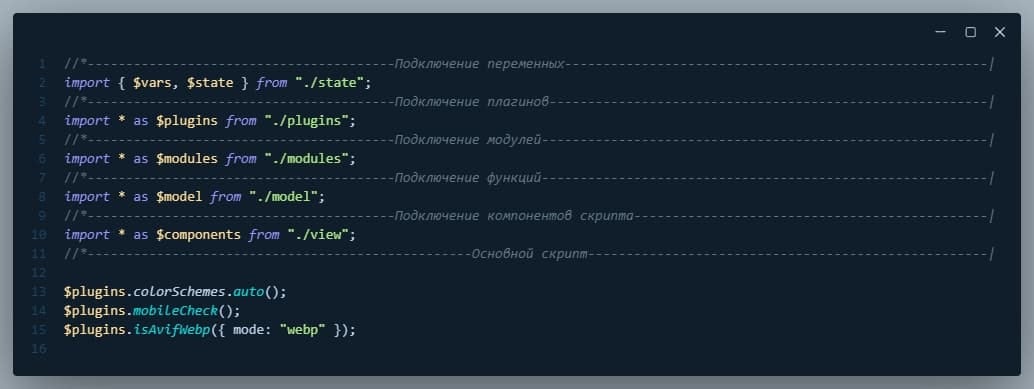 1 //*----------------------------------------Подключение переменных-------------------------------------------------------|
2 import { $vars, $state } from "./state";
3 //*----------------------------------------Подключение плагинов---------------------------------------------------------|
4 import * as $plugins from "./plugins";
5 //*----------------------------------------Подключение модулей----------------------------------------------------------|
6 import * as $modules from "./modules";
7 //*----------------------------------------Подключение функций----------------------------------------------------------|
8 import * as $model from "./model";
9 //*----------------------------------------Подключение компонентов скрипта----------------------------------------------|
10 import * as $components from "./view";
11 //*--------------------------------------------------Основной скрипт----------------------------------------------------|
12
13 $plugins.colorSchemes.auto();
14 $plugins.mobileCheck();
15 $plugins.isAvifWebp({ mode: "webp" });
16